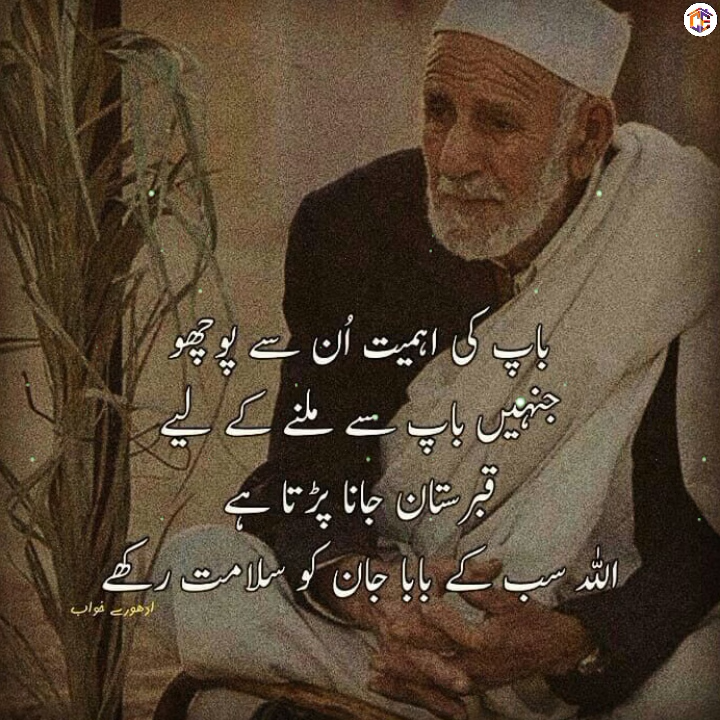 باپ کی اہمیت اُن سے پوچھو
جنہیں باپ سے ملنے کے لیے
قبرستان جانا پڑتا ہے
اللہ سب کے بابا جان کو سلامت رکھے
ادھورے خواب